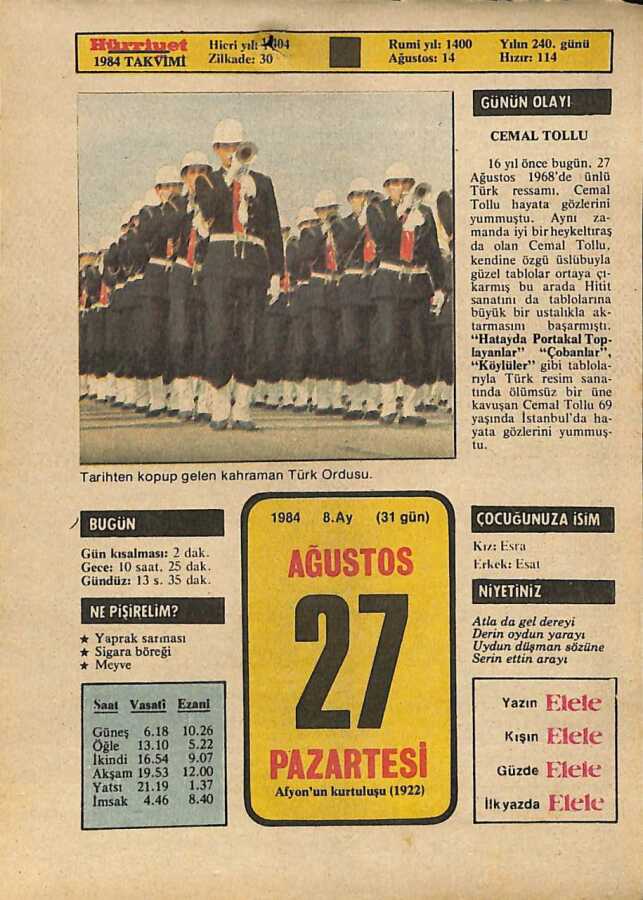 Hürriyet
1984 TAKVİMİ
Hicri yıl: 1404
Zilkade: 30
Rumi yıl: 1400
Ağustos: 14
Yılın 240. günü
Hızır: 114
GÜNÜN OLAYI
CEMAL TOLLU
16 yıl önce bugün, 27
Ağustos 1968'de ünlü
Türk ressamı, Cemal
Tollu hayata gözlerini
yummuştu. Aynı za-
manda iyi bir heykeltıraş
da olan Cemal Tollu,
kendine özgü üslübuyla
güzel tablolar ortaya çı-
karmış bu arada Hitit
sanatını da tablolarına
büyük bir ustalıkla ak-
tarmasını başarmıştı.
"Hatayda Portakal Top-
layanlar" "Çobanlar",
"Köylüler" gibi tablola-
rıyla Türk resim sana-
tında ölümsüz bir üne
kavuşan Cemal Tollu 69
yaşında İstanbul'da ha-
yata gözlerini yummuş-
tu.
Tarihten kopup gelen kahraman Türk Ordusu.
BUGÜN
Gün kısalması: 2 dak.
Gece: 10 saat, 25 dak.
Gündüz: 13 s. 35 dak.
NE PİŞİRELİM?
★ Yaprak sarması
★ Sigara böreği
★ Meyve
Saat Vasati Ezani
Güneş 6.18 10.26
Öğle 13.10 5.22
İkindi 16.54 9.07
Akşam 19.53 12.00
Yatsı 21.19 1.37
İmsak 4.46 8.40
1984 8.Ay (31 gün)
AĞUSTOS
27
PAZARTESİ
Afyon'un kurtuluşu (1922)
ÇOCUĞUNUZA İSİM
Kız: Esra
Erkek: Esat
NİYETİNİZ
Atla da gel dereyi
Derin oydun yarayı
Uydun düşman sözüne
Serin ettin arayı
Yazın Elele
Kışın Elele
Güzde Elele
İlkyazda Elele